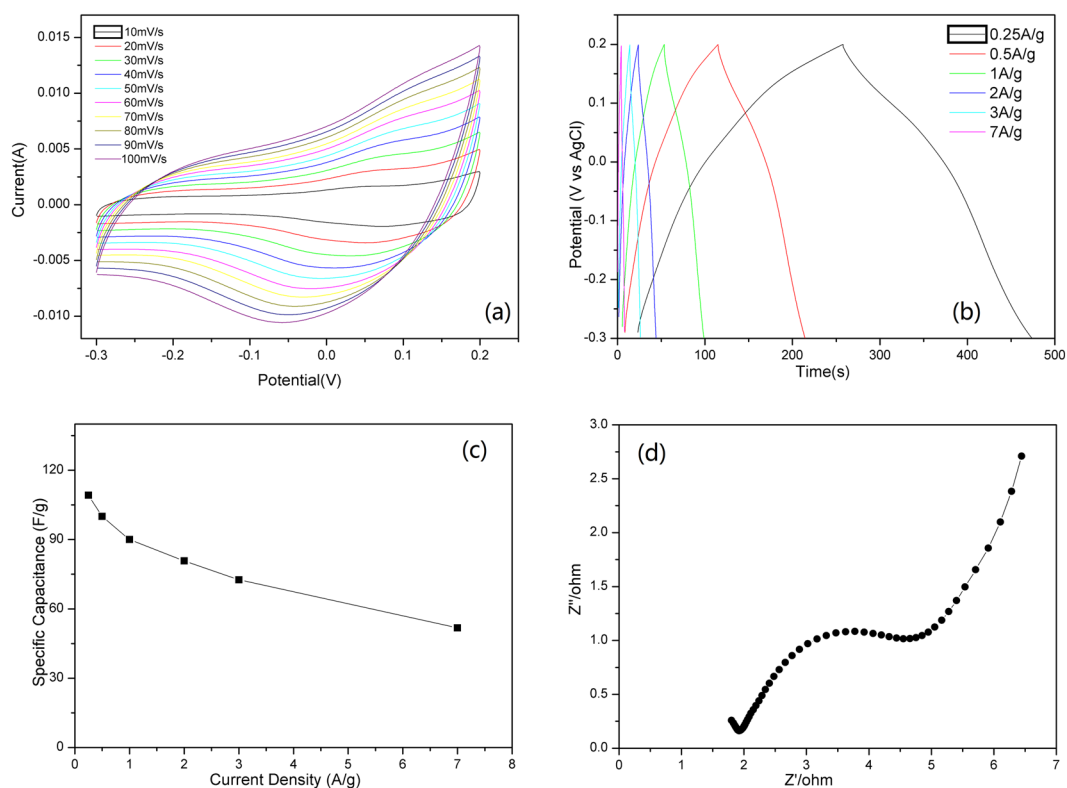 (a)
10mV/s
20mV/s
30mV/s
40mV/s
50mV/s
60mV/s
70mV/s
80mV/s
90mV/s
100mV/s
0.015
0.010
0.005
0.000
-0.005
-0.010
Current(A)
-0.3 -0.2 -0.1 0.0 0.1 0.2
Potential(V)
(b)
0.25A/g
0.5A/g
1A/g
2A/g
3A/g
7A/g
0.2
0.1
0.0
-0.1
-0.2
-0.3
Potential (V vs AgCl)
0 100 200 300 400 500
Time(s)
(c)
120
90
60
30
0
Specific Capacitance (F/g)
0 1 2 3 4 5 6 7 8
Current Density (A/g)
(d)
3.0
2.5
2.0
1.5
1.0
0.5
0.0
Z"/ohm
0 1 2 3 4 5 6 7
Z'/ohm